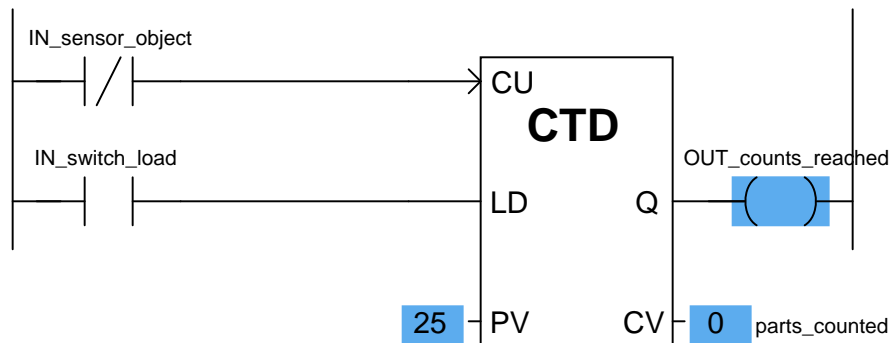 IN_sensor_object
CU
CTD
IN_switch_load
OUT_counts_reached
LD
Q
25
PV
CV
0
parts_counted